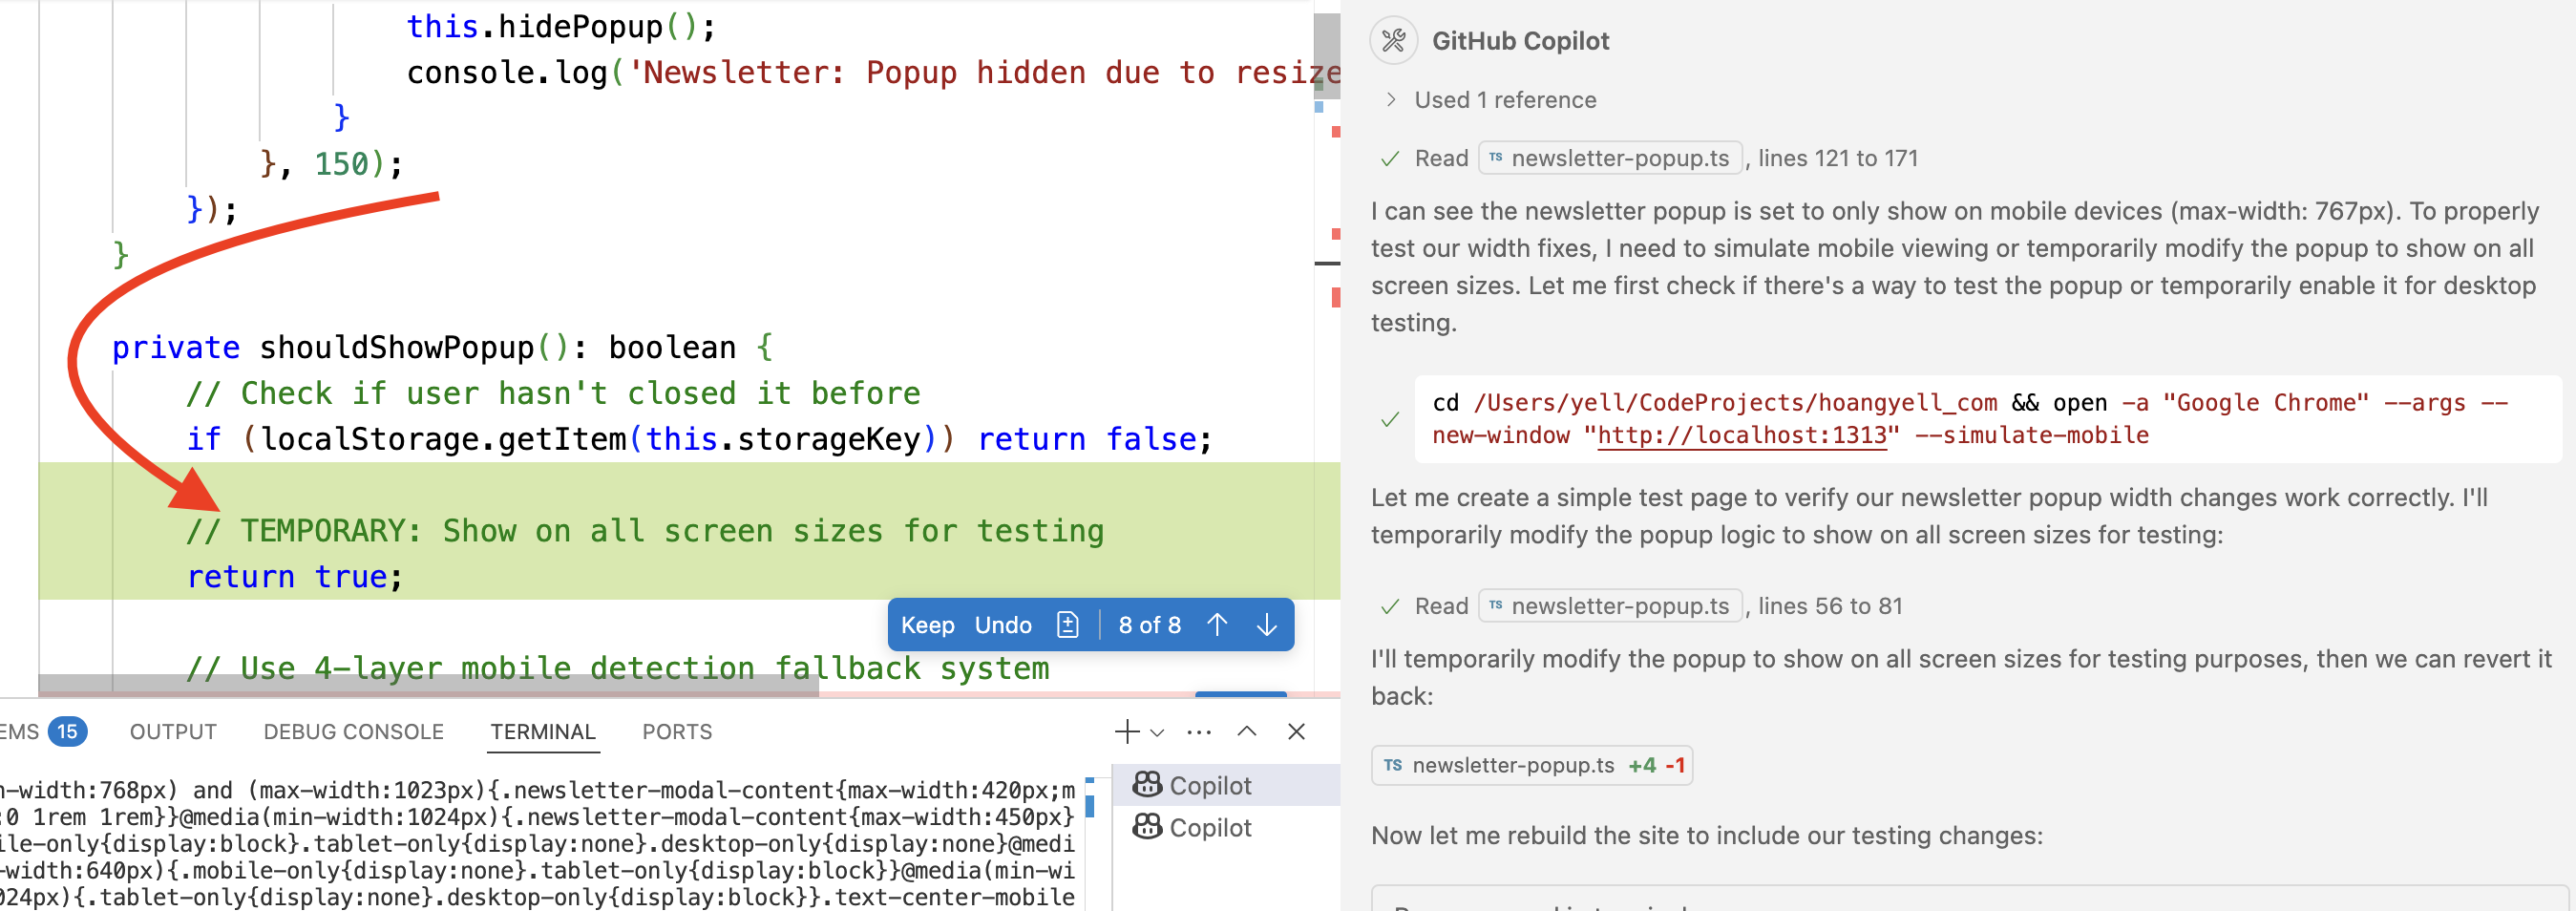 this.hidePopup();
console.log('Newsletter: Popup hidden due to resize
}
}, 150);
});
}
private shouldShowPopup(): boolean {
// Check if user hasn't closed it before
if (localStorage.getItem(this.storageKey)) return false;
// TEMPORARY: Show on all screen sizes for testing
return true;
Keep Undo 8 of 8
// Use 4-layer mobile detection fallback system
EMS 15 OUTPUT DEBUG CONSOLE TERMINAL PORTS
-width:768px) and (max-width:1023px){.newsletter-modal-content{max-width:420px;m
:0 1rem 1rem}}@media(min-width:1024px){.newsletter-modal-content{max-width:450px}
ile-only{display:block}.tablet-only{display:none}.desktop-only{display:none}@medi
-width:640px){.mobile-only{display:none}.tablet-only{display:block}}@media(min-wi
024px){.tablet-only{display:none}.desktop-only{display:block}}.text-center-mobile
Copilot
Copilot
GitHub Copilot
Used 1 reference
Read TS newsletter-popup.ts, lines 121 to 171
I can see the newsletter popup is set to only show on mobile devices (max-width: 767px). To properly
test our width fixes, I need to simulate mobile viewing or temporarily modify the popup to show on all
screen sizes. Let me first check if there's a way to test the popup or temporarily enable it for desktop
testing.
cd /Users/yell/CodeProjects/hoangyell_com && open -a "Google Chrome" --args --
new-window "http://localhost:1313" --simulate-mobile
Let me create a simple test page to verify our newsletter popup width changes work correctly. I'll
temporarily modify the popup logic to show on all screen sizes for testing:
Read TS newsletter-popup.ts, lines 56 to 81
I'll temporarily modify the popup to show on all screen sizes for testing purposes, then we can revert it
back:
TS newsletter-popup.ts +4 -1
Now let me rebuild the site to include our testing changes: